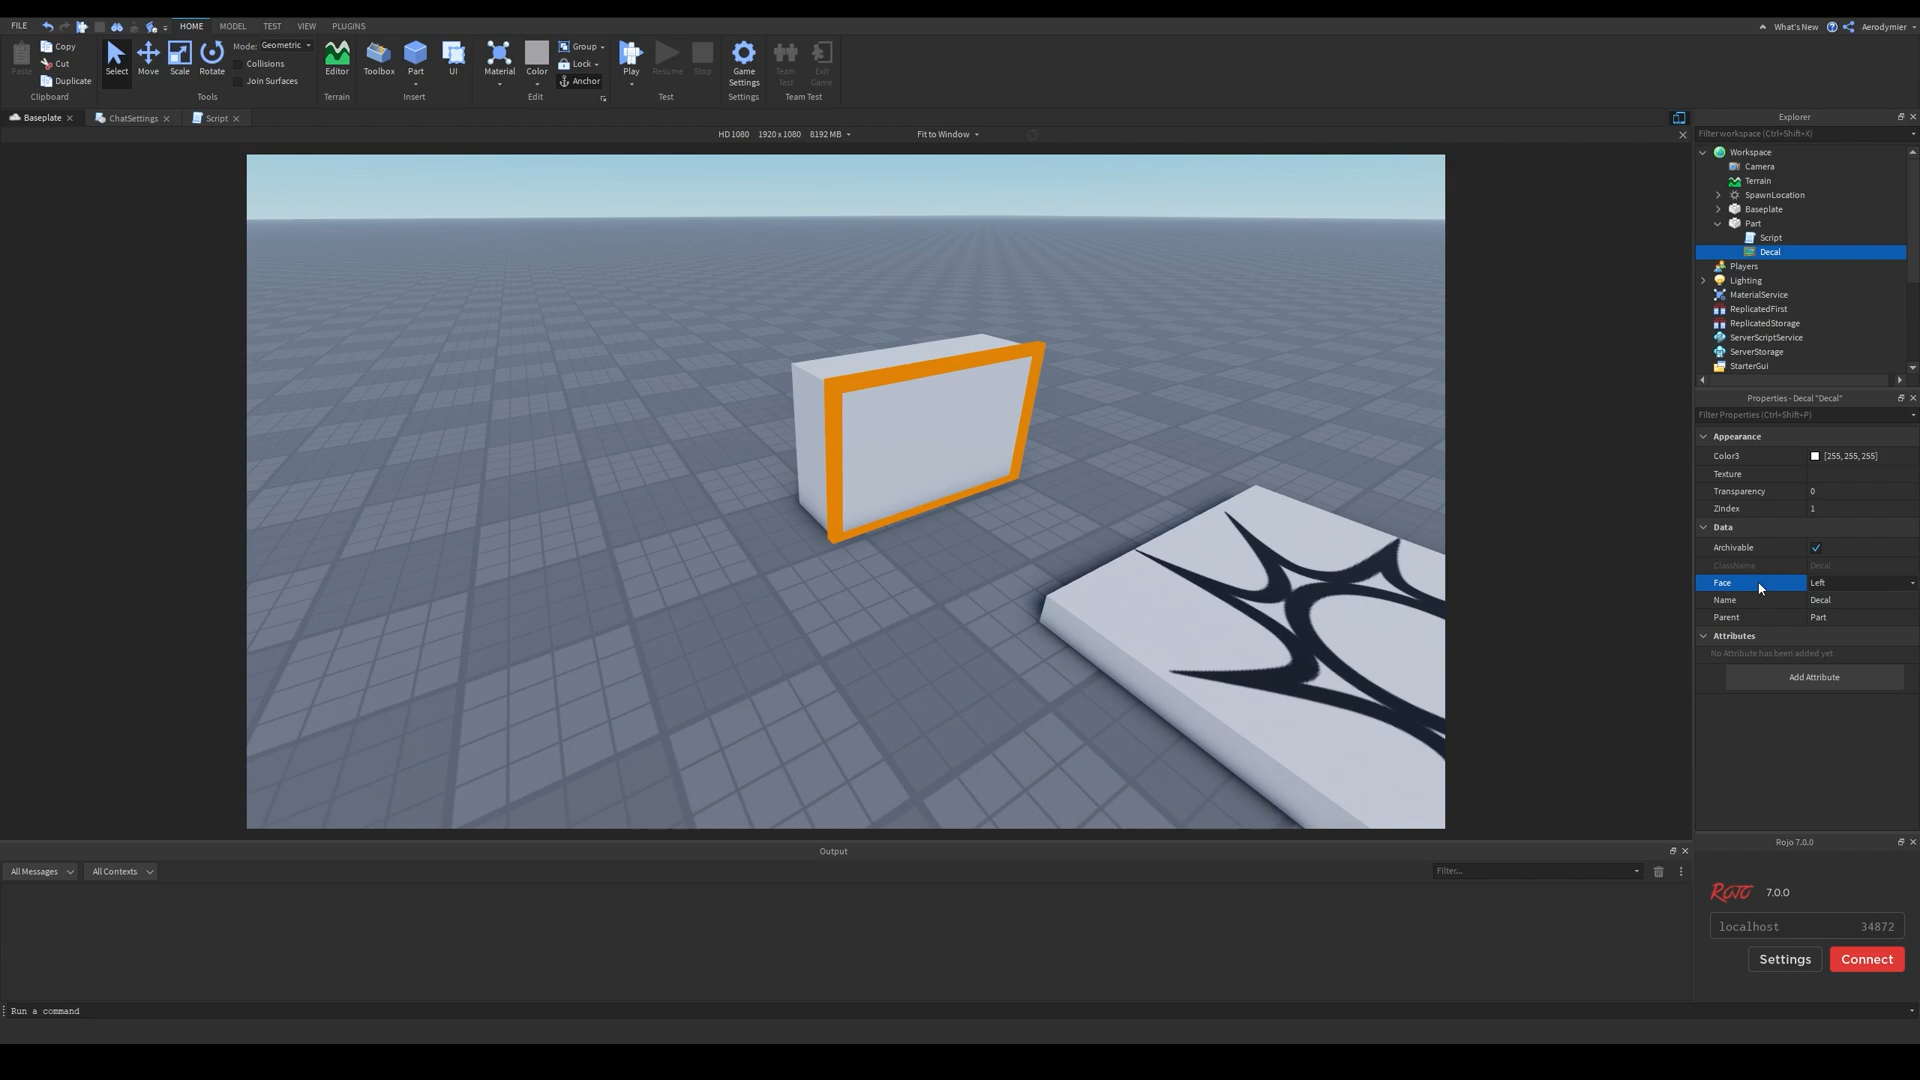 FILE HOME MODEL TEST VIEW PLUGINS What's New Aerodymier
Paste Copy Cut Duplicate Clipboard
Select Move Scale Rotate Mode: Geometric Collisions Join Surfaces Tools
Editor Terrain
Toolbox Part UI Insert
Material Color Group Lock Anchor Edit
Play Resume Stop Test
Game Settings Settings
Team Test Exit Game Team Test
Baseplate ChatSettings Script
HD 1080 1920 x 1080 8192 MB Fit to Window
Explorer
Filter workspace (Ctrl+Shift+X)
Workspace
Camera
Terrain
SpawnLocation
Baseplate
Part
Script
Decal
Players
Lighting
MaterialService
ReplicatedFirst
ReplicatedStorage
ServerScriptService
ServerStorage
StarterGui
Properties - Decal "Decal"
Filter Properties (Ctrl+Shift+P)
Appearance
Color3 [255, 255, 255]
Texture
Transparency 0
ZIndex 1
Data
Archivable
ClassName Decal
Face Left
Name Decal
Parent Part
Attributes
No Attribute has been added yet
Add Attribute
Output
All Messages All Contexts Filter...
Rojo 7.0.0
ROJO 7.0.0
localhost 34872
Settings Connect
Run a command